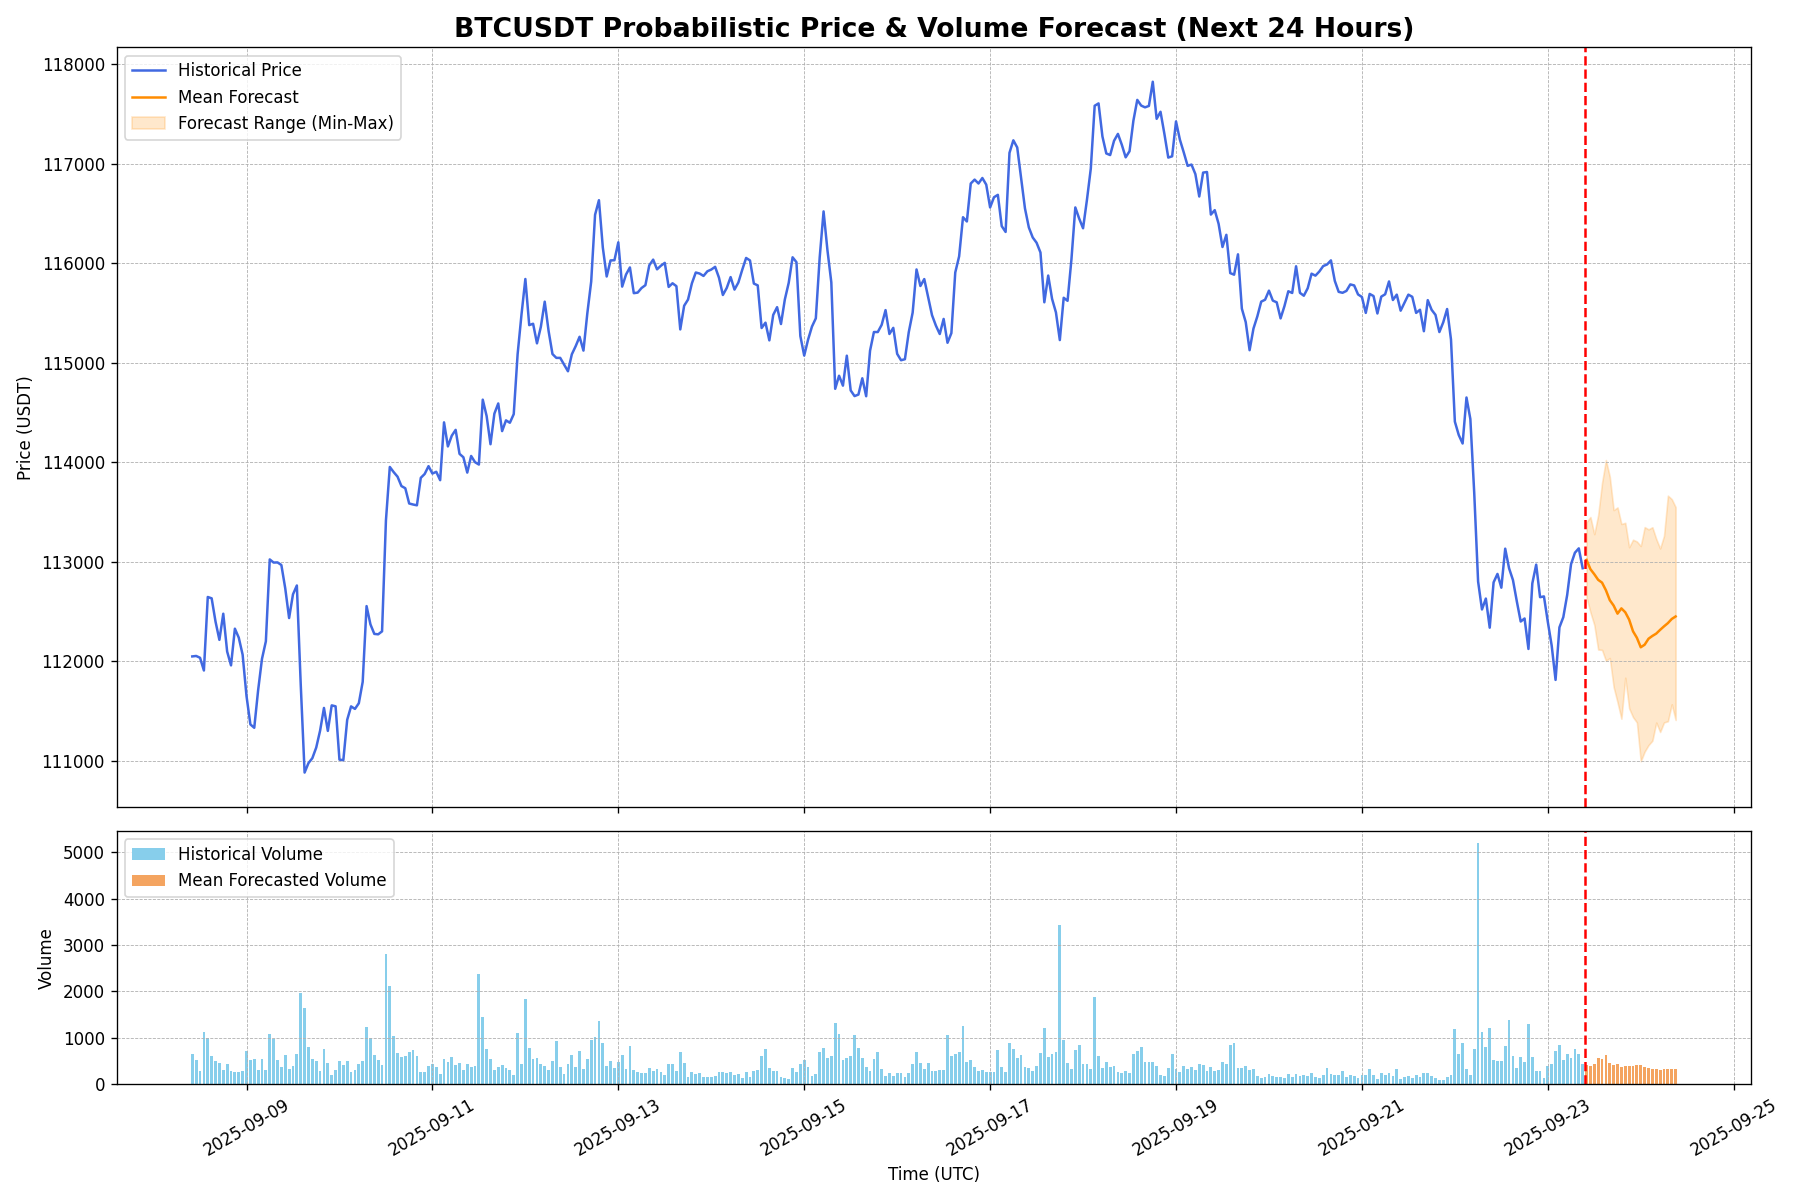 BTCUSDT Probabilistic Price & Volume Forecast (Next 24 Hours)
Historical Price
Mean Forecast
Forecast Range (Min-Max)
118000
117000
116000
115000
114000
113000
112000
111000
Price (USDT)
Historical Volume
Mean Forecasted Volume
5000
4000
3000
2000
1000
0
Volume
2025-09-09
2025-09-11
2025-09-13
2025-09-15
2025-09-17
2025-09-19
2025-09-21
2025-09-23
2025-09-25
Time (UTC)